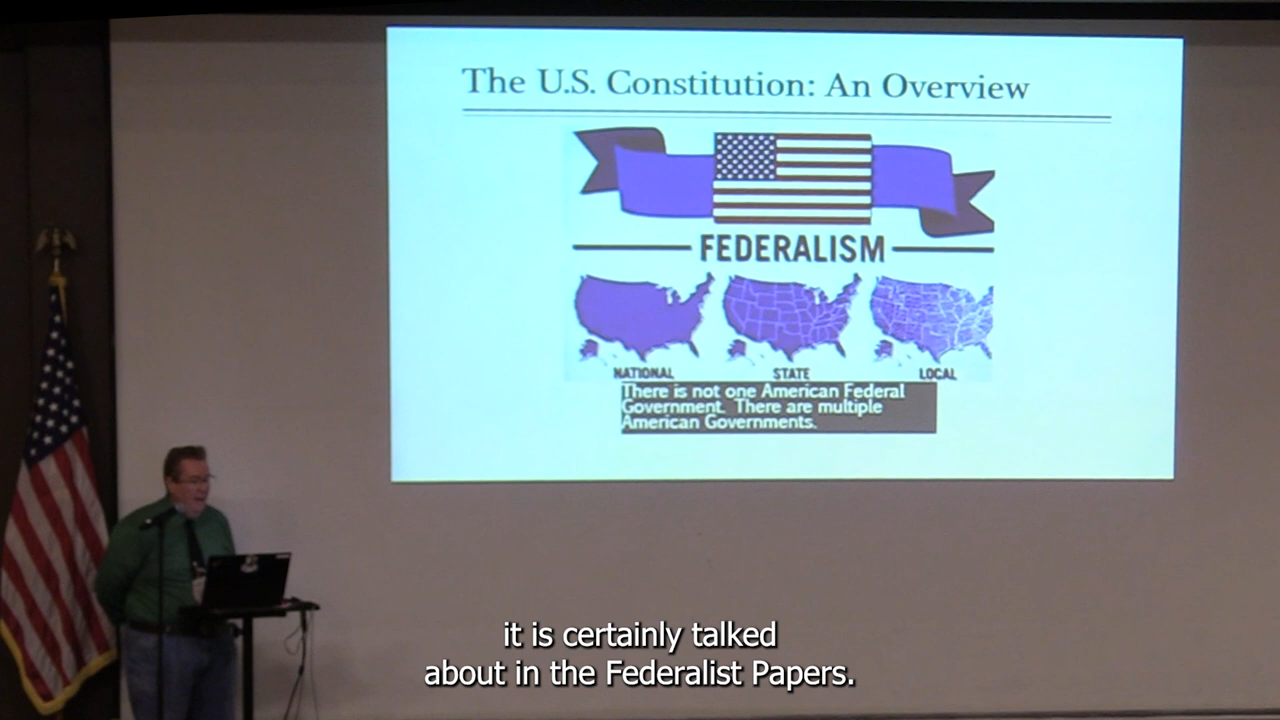 The U.S. Constitution: An Overview
FEDERALISM
NATIONAL STATE LOCAL
There is not one American Federal
Government. There are multiple
American Governments.
it is certainly talked
about in the Federalist Papers.